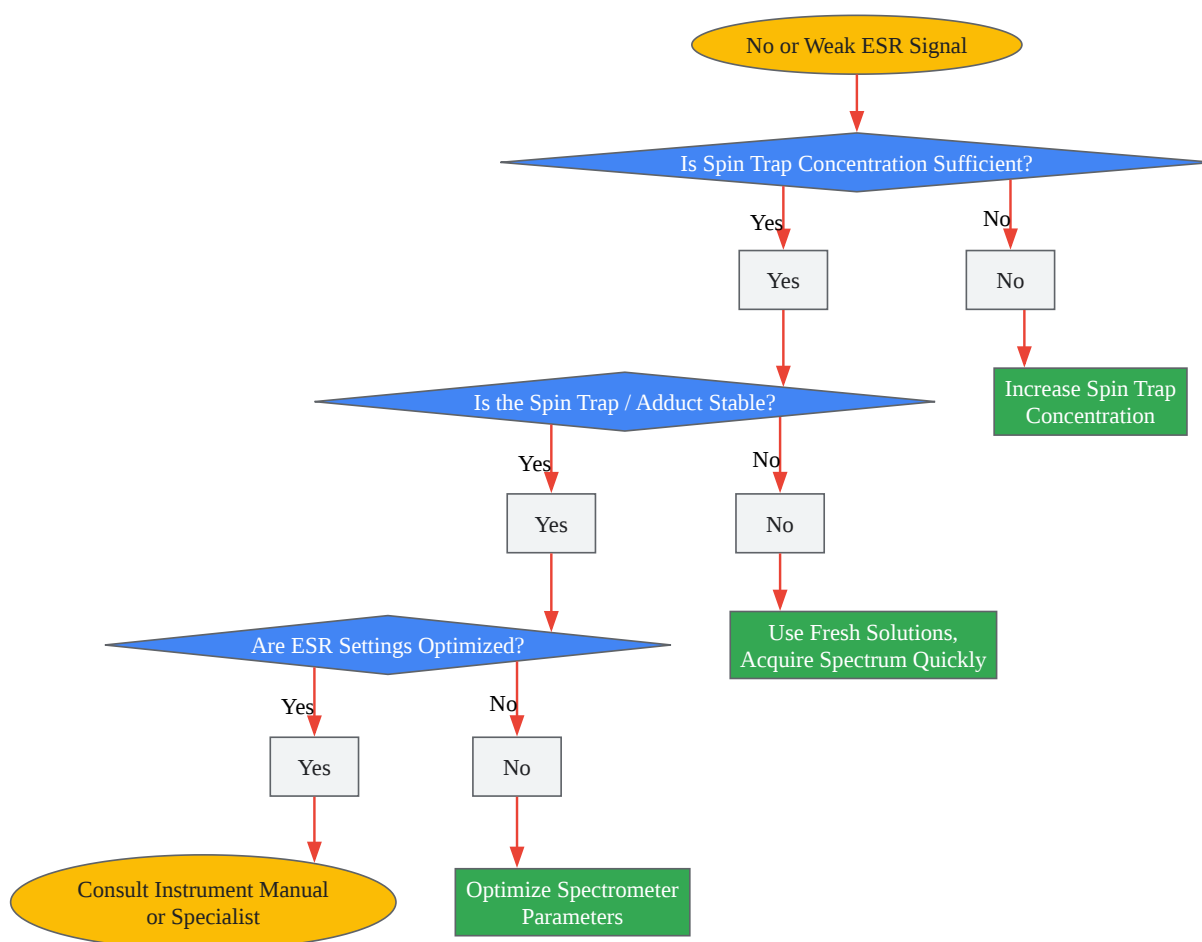 No or Weak ESR Signal
Is Spin Trap Concentration Sufficient?
Yes
No
Yes
No
Increase Spin Trap
Concentration
Is the Spin Trap / Adduct Stable?
Yes
No
Yes
No
Use Fresh Solutions,
Acquire Spectrum Quickly
Are ESR Settings Optimized?
Yes
No
Yes
No
Consult Instrument Manual
or Specialist
Optimize Spectrometer
Parameters